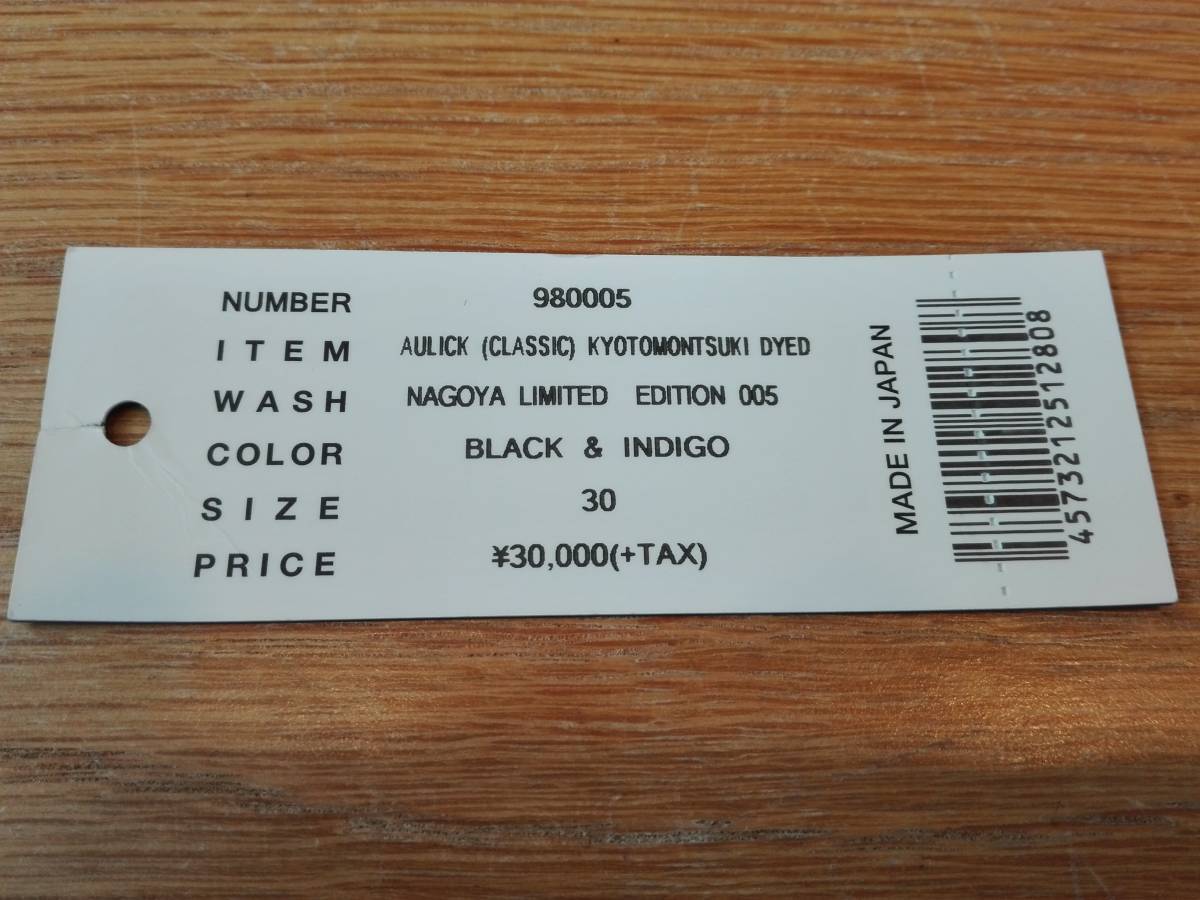 NUMBER 980005
ITEM AULICK (CLASSIC) KYOTOMONTSUKI DYED
WASH NAGOYA LIMITED EDITION 005
COLOR BLACK & INDIGO
SIZE 30
PRICE ¥30,000(+TAX)
MADE IN JAPAN
4573212512808